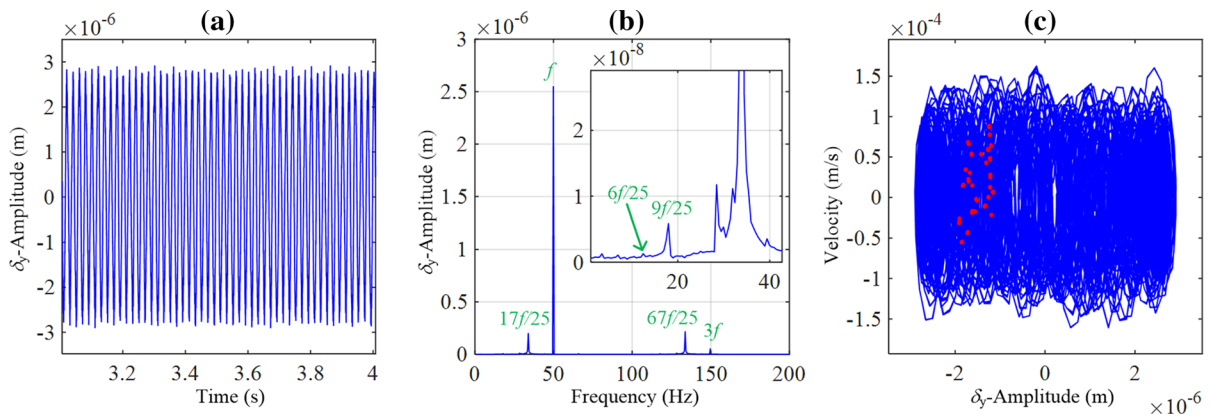 (a)
×10⁻⁶
3
2
1
0
-1
-2
-3
δy-Amplitude (m)
3.2 3.4 3.6 3.8 4
Time (s)
(b)
×10⁻⁶
3
2.5
2
1.5
1
0.5
0
δy-Amplitude (m)
f
17f/25
67f/25
3f
×10⁻⁸
2
0
6f/25
9f/25
20 40
0 50 100 150 200
Frequency (Hz)
(c)
×10⁻⁴
1.5
1
0.5
0
-0.5
-1
-1.5
Velocity (m/s)
-2 0 2
δy-Amplitude (m)
×10⁻⁶